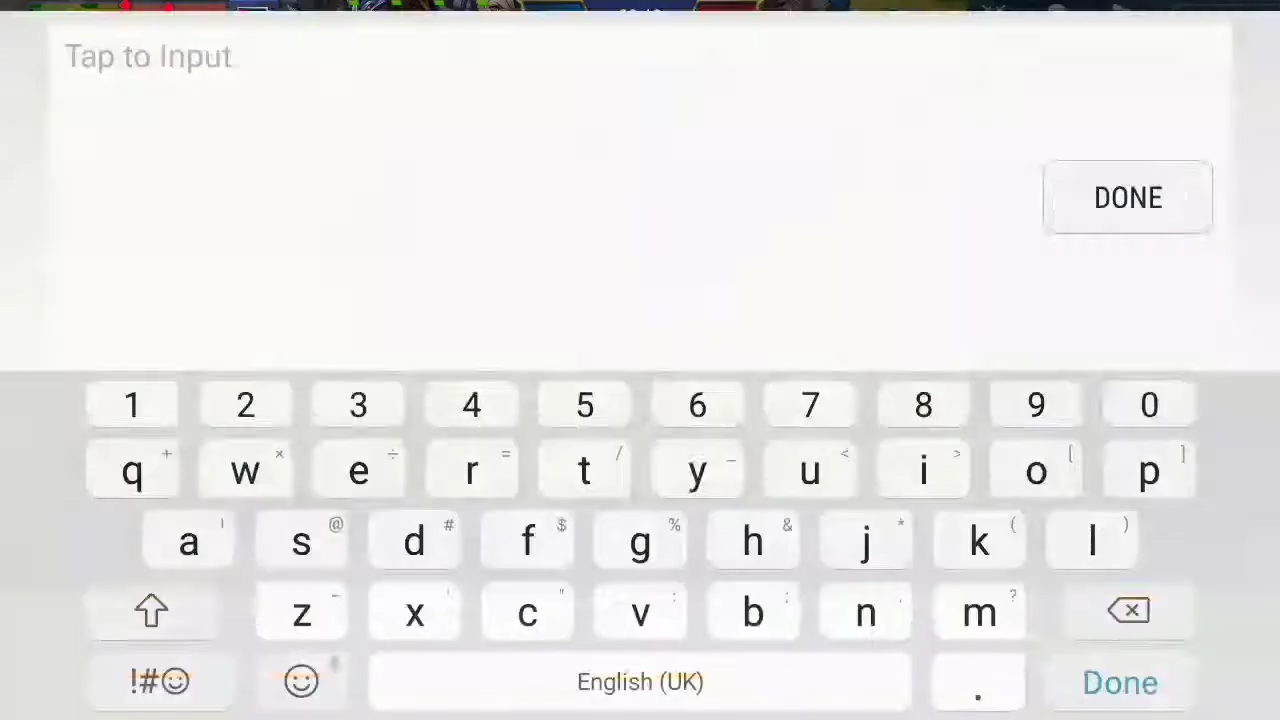 Tap to Input
DONE
1 2 3 4 5 6 7 8 9 0
q + w × e ÷ r = t / y _ u < i > o [ p ]
a ! s @ d # f $ g % h & j * k ( l )
z - x ' c " v : b ; n , m ?
!#☺ English (UK) . Done